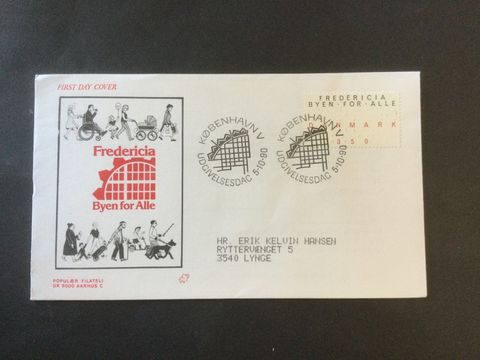 FIRST DAY COVER
Fredericia
Byen for Alle
POPULÆR FILATELI
DK 8000 AARHUS C
KØBENHAVN V
UDGIVELSESDAG 5·10·90
KØBENHAVN V
UDGIVELSESDAG 5·10·90
FREDERICIA
BYEN·FOR·ALLE
DANMARK
350
HR. ERIK KELVIN HANSEN
RYTTERVÆNGET 5
3540 LYNGE